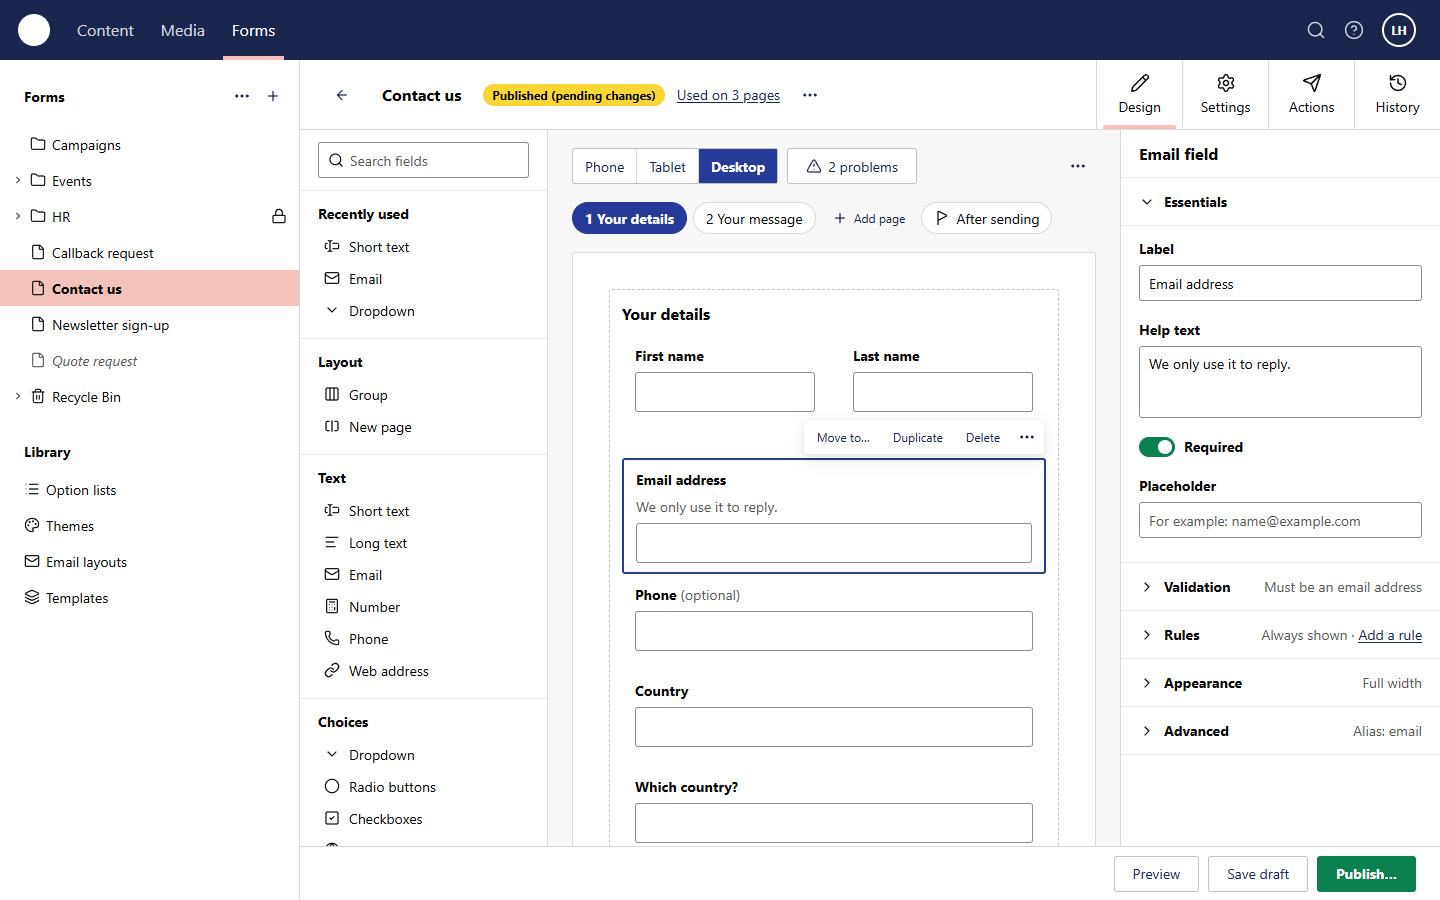 Content
Media
Forms
LH
Forms
Campaigns
Events
HR
Callback request
Contact us
Newsletter sign-up
Quote request
Recycle Bin
Library
Option lists
Themes
Email layouts
Templates
Contact us
Published (pending changes)
Used on 3 pages
Design
Settings
Actions
History
Search fields
Recently used
Short text
Email
Dropdown
Layout
Group
New page
Text
Short text
Long text
Email
Number
Phone
Web address
Choices
Dropdown
Radio buttons
Checkboxes
Phone
Tablet
Desktop
2 problems
1 Your details
2 Your message
Add page
After sending
Your details
First name
Last name
Move to...
Duplicate
Delete
Email address
We only use it to reply.
Phone (optional)
Country
Which country?
Email field
Essentials
Label
Email address
Help text
We only use it to reply.
Required
Placeholder
For example: name@example.com
Validation
Must be an email address
Rules
Always shown · Add a rule
Appearance
Full width
Advanced
Alias: email
Preview
Save draft
Publish...